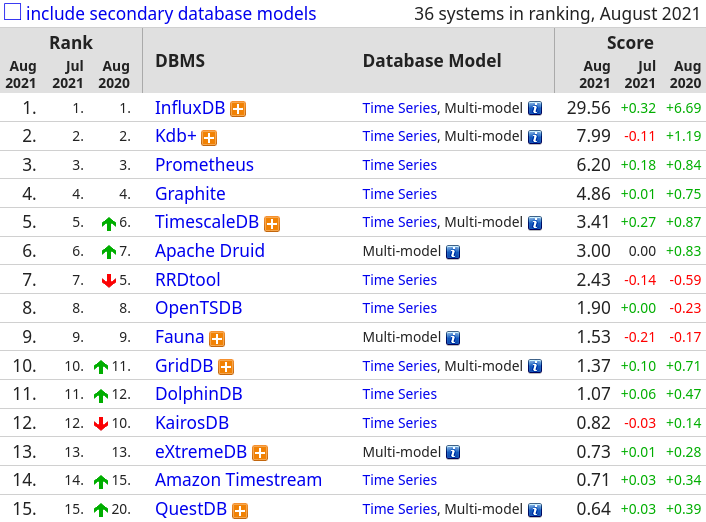 include secondary database models 36 systems in ranking, August 2021
Rank DBMS Database Model Score
Aug 2021 Jul 2021 Aug 2020 Aug 2021 Jul 2021 Aug 2020
1. 1. 1. InfluxDB Time Series, Multi-model 29.56 +0.32 +6.69
2. 2. 2. Kdb+ Time Series, Multi-model 7.99 -0.11 +1.19
3. 3. 3. Prometheus Time Series 6.20 +0.18 +0.84
4. 4. 4. Graphite Time Series 4.86 +0.01 +0.75
5. 5. 6. TimescaleDB Time Series, Multi-model 3.41 +0.27 +0.87
6. 6. 7. Apache Druid Multi-model 3.00 0.00 +0.83
7. 7. 5. RRDtool Time Series 2.43 -0.14 -0.59
8. 8. 8. OpenTSDB Time Series 1.90 +0.00 -0.23
9. 9. 9. Fauna Multi-model 1.53 -0.21 -0.17
10. 10. 11. GridDB Time Series, Multi-model 1.37 +0.10 +0.71
11. 11. 12. DolphinDB Time Series 1.07 +0.06 +0.47
12. 12. 10. KairosDB Time Series 0.82 -0.03 +0.14
13. 13. 13. eXtremeDB Multi-model 0.73 +0.01 +0.28
14. 14. 15. Amazon Timestream Time Series 0.71 +0.03 +0.34
15. 15. 20. QuestDB Time Series, Multi-model 0.64 +0.03 +0.39